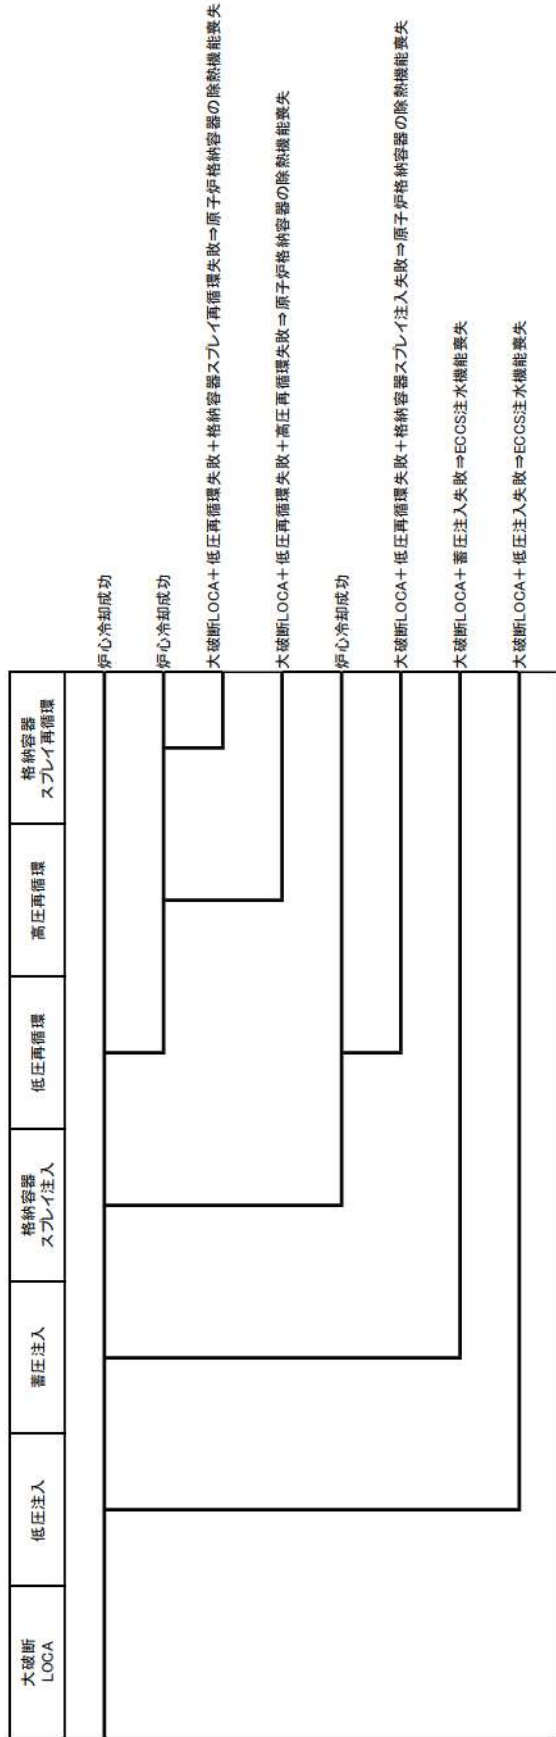 大破断
LOCA
低圧注入
蓄圧注入
格納容器
スプレイ注入
低圧再循環
高圧再循環
格納容器
スプレイ再循環
炉心冷却成功
炉心冷却成功
大破断LOCA+低圧再循環失敗+格納容器スプレイ再循環失敗⇒原子炉格納容器の除熱機能喪失
大破断LOCA+低圧再循環失敗+高圧再循環失敗⇒原子炉格納容器の除熱機能喪失
炉心冷却成功
大破断LOCA+低圧再循環失敗+格納容器スプレイ注入失敗⇒原子炉格納容器の除熱機能喪失
大破断LOCA+蓄圧注入失敗⇒ECCS注水機能喪失
大破断LOCA+低圧注入失敗⇒ECCS注水機能喪失